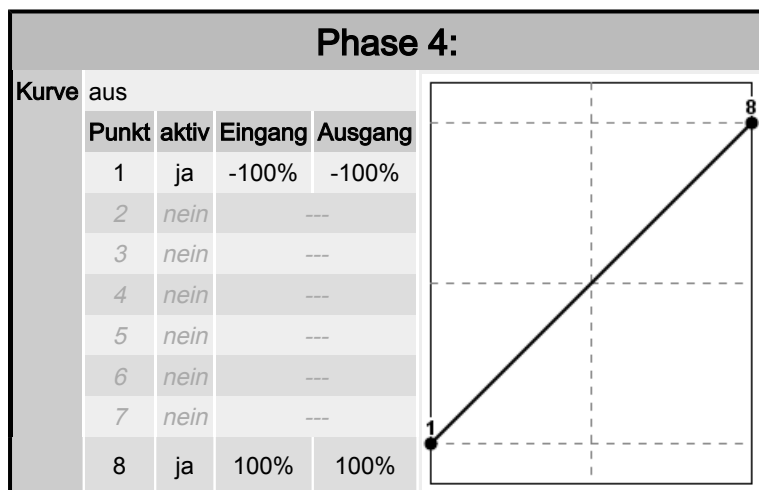 Phase 4:
Kurve aus
Punkt aktiv Eingang Ausgang
1 ja -100% -100%
2 nein ---
3 nein ---
4 nein ---
5 nein ---
6 nein ---
7 nein ---
8 ja 100% 100%
8
1